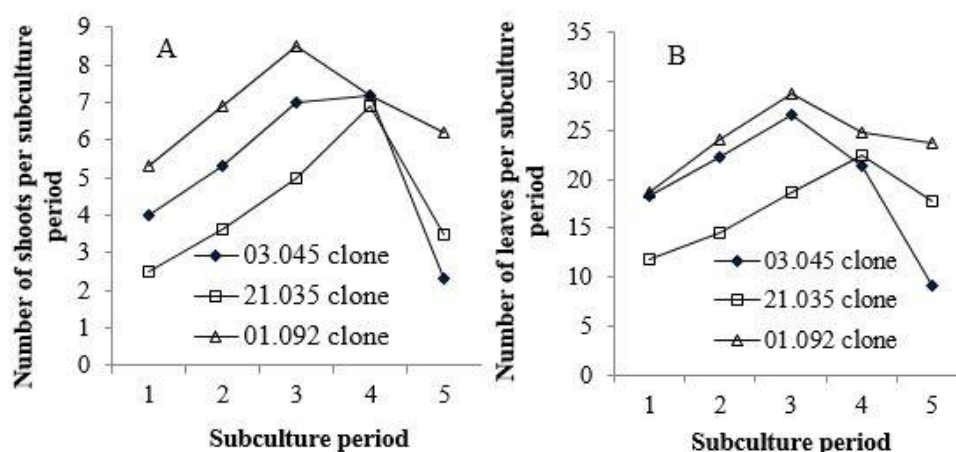 A
Number of shoots per subculture
period
9
8
7
6
5
4
3
2
1
0
03.045 clone
21.035 clone
01.092 clone
1 2 3 4 5
Subculture period
B
Number of leaves per subculture
period
35
30
25
20
15
10
5
0
03.045 clone
21.035 clone
01.092 clone
1 2 3 4 5
Subculture period